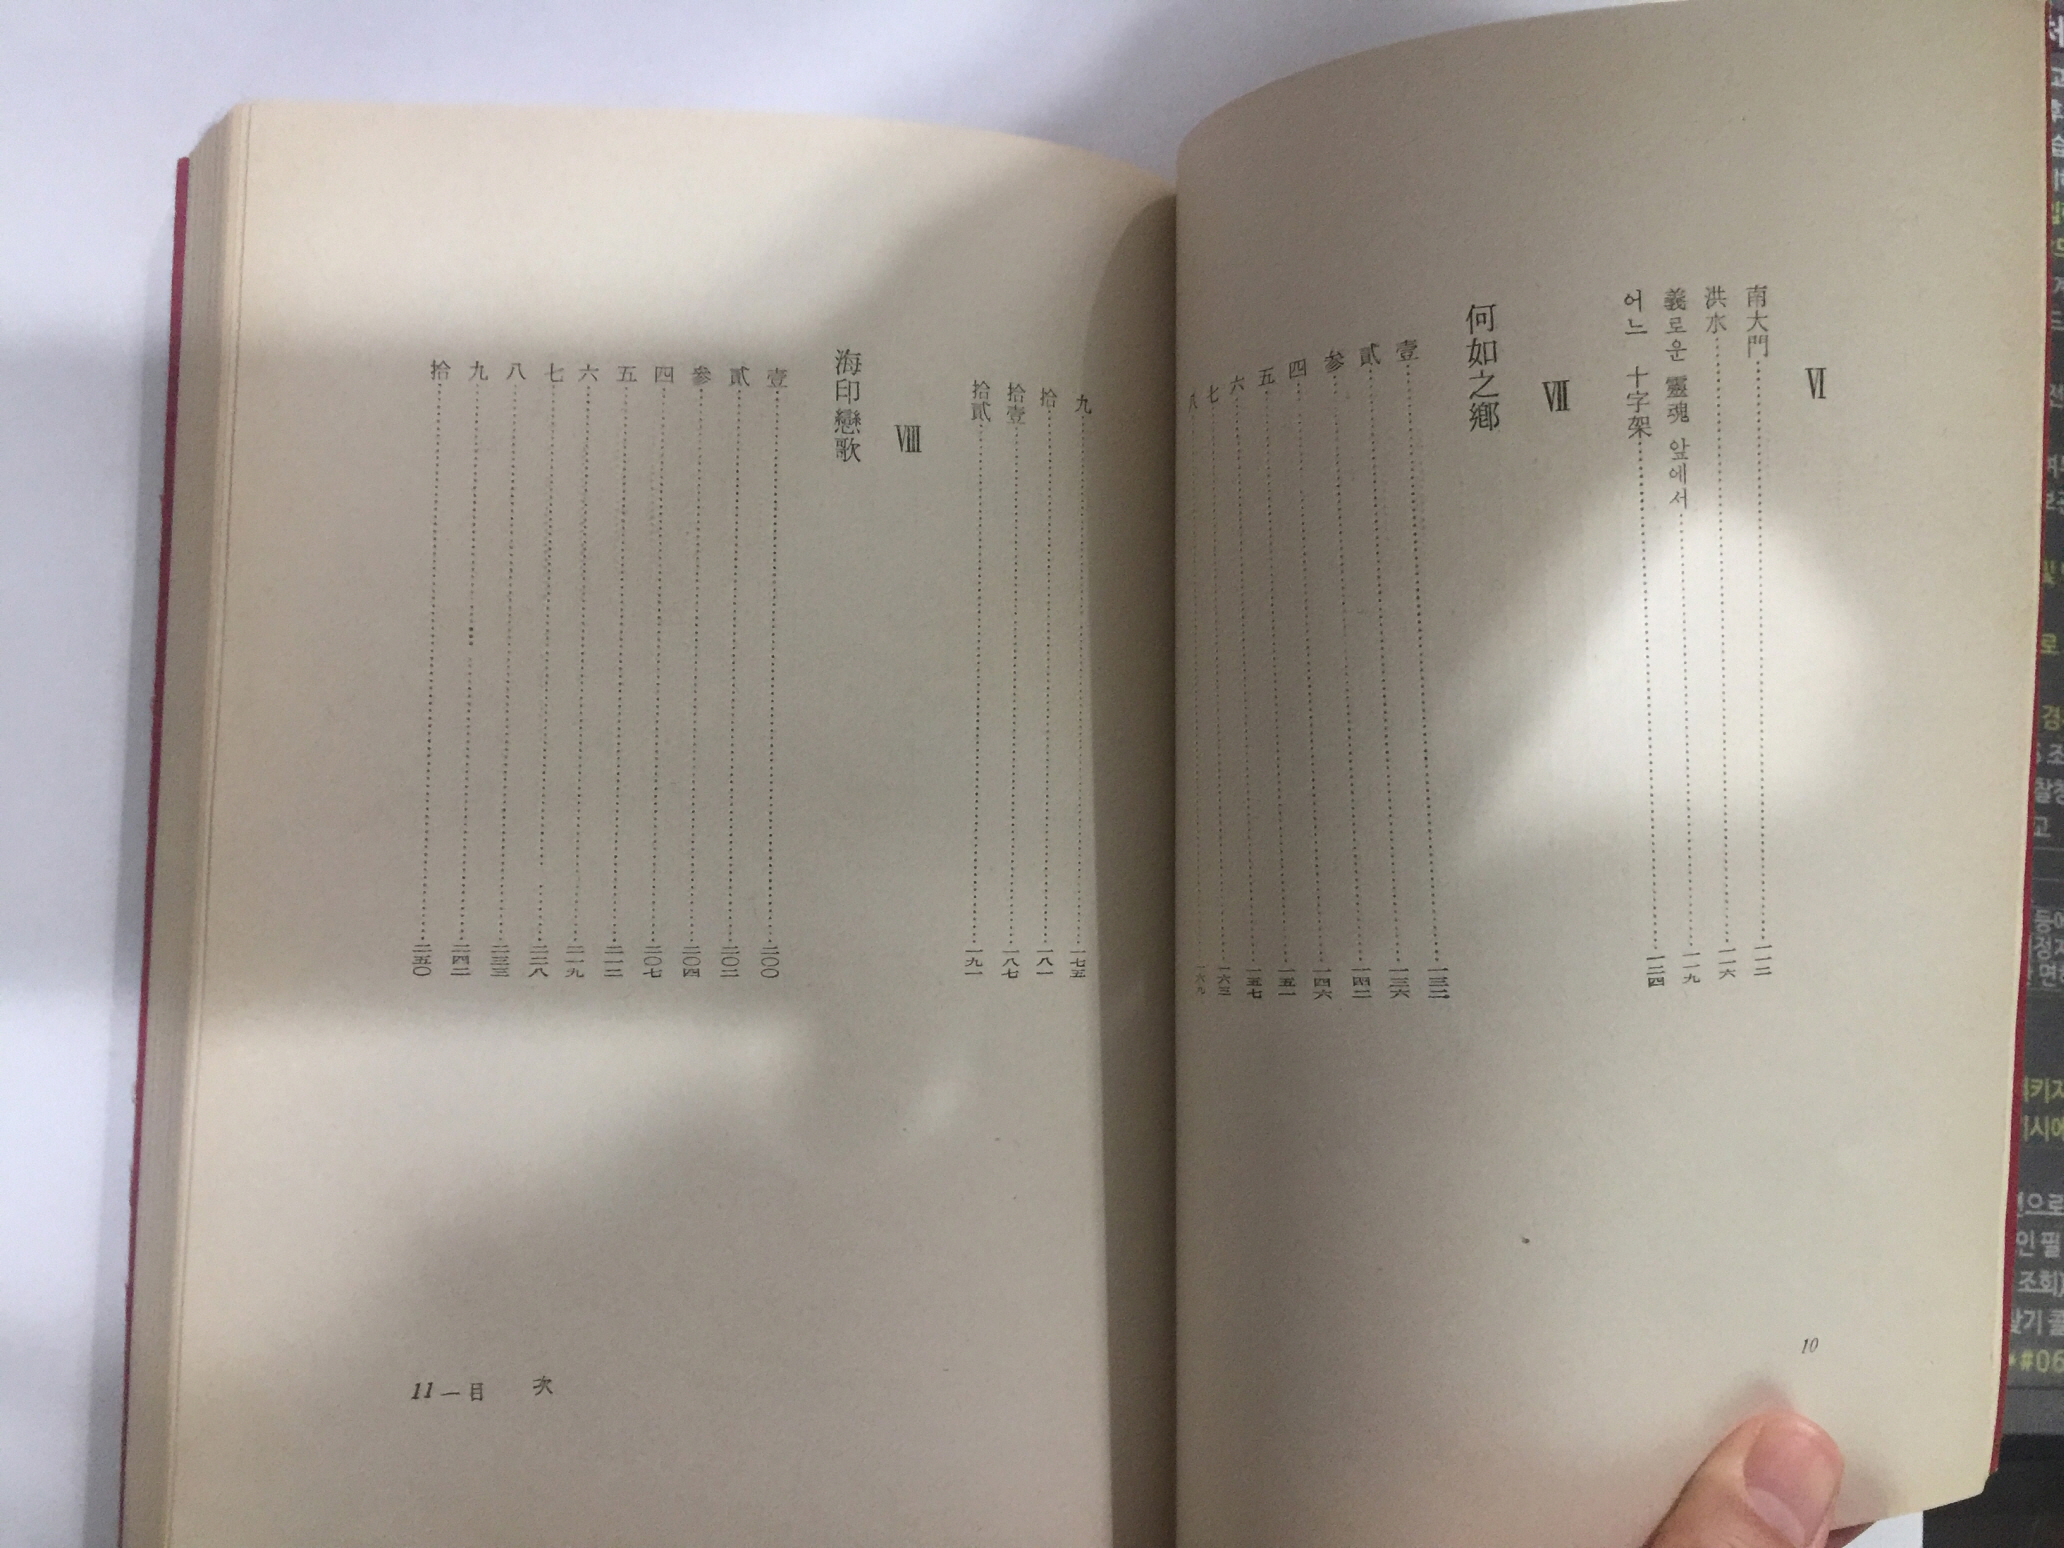 Ⅵ
南大門 一一二
洪水 一一六
義로운 靈魂 앞에서 一一九
어느 十字架 一二四
Ⅶ
何如之鄕
壹 一三二
貳 一三六
參 一四二
四 一四六
五 一五一
六 一五七
七 一六三
八 一六九
10
九 一七五
拾 一八一
拾壹 一八七
拾貳 一九一
Ⅷ
海印戀歌
壹 二〇〇
貳 二〇二
參 二〇四
四 二〇七
五 二一二
六 二一九
七 二二八
八 二三三
九 二四二
拾 二五〇
11—目 次